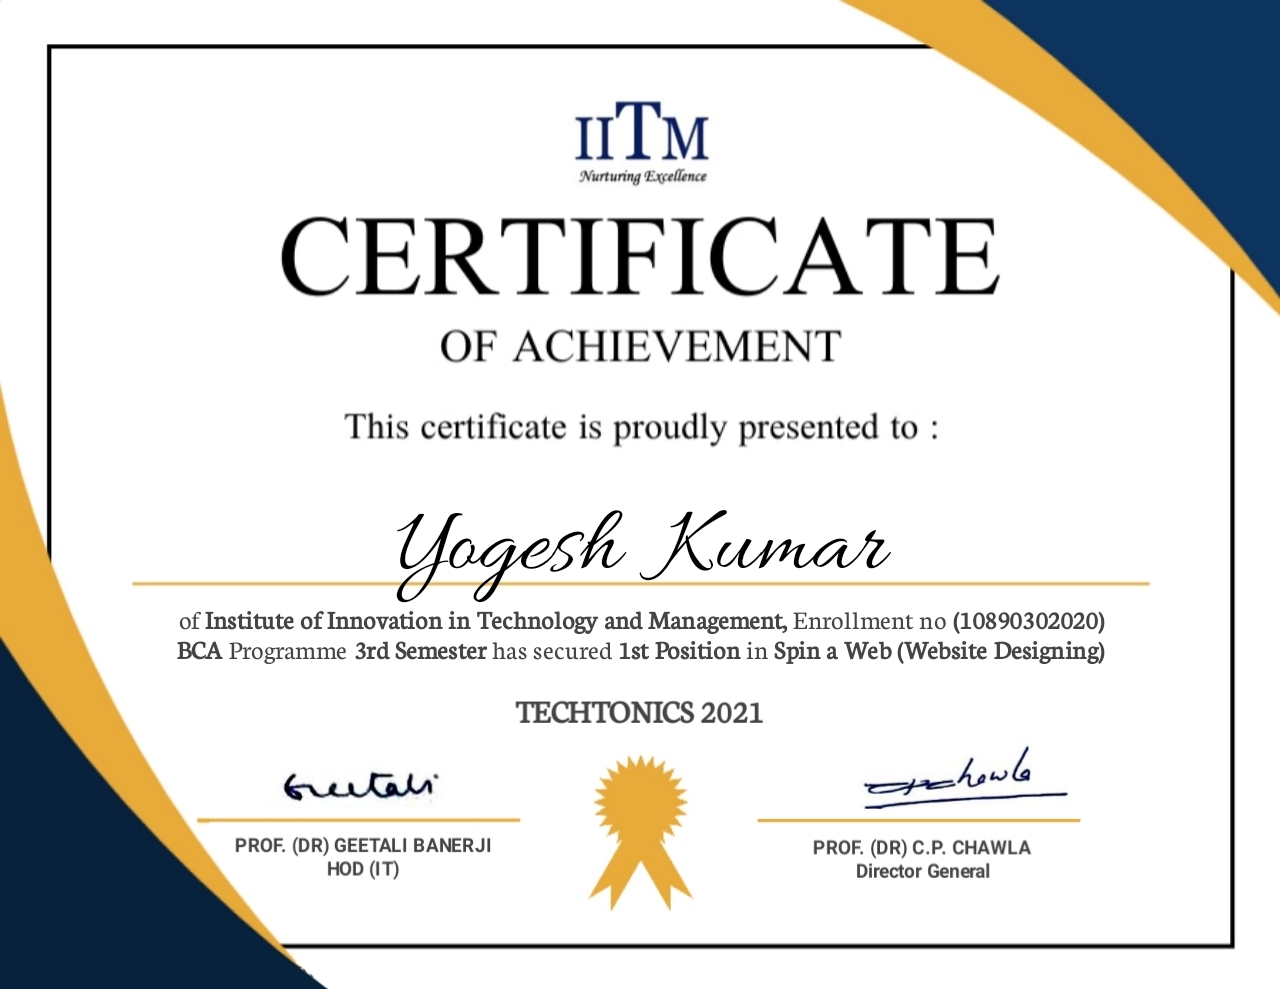 IITM
Nurturing Excellence
CERTIFICATE
OF ACHIEVEMENT
This certificate is proudly presented to :
Yogesh Kumar
of Institute of Innovation in Technology and Management, Enrollment no (10890302020)
BCA Programme 3rd Semester has secured 1st Position in Spin a Web (Website Designing)
TECHTONICS 2021
Geetali
CPChawla
PROF. (DR) GEETALI BANERJI
HOD (IT)
PROF. (DR) C.P. CHAWLA
Director General